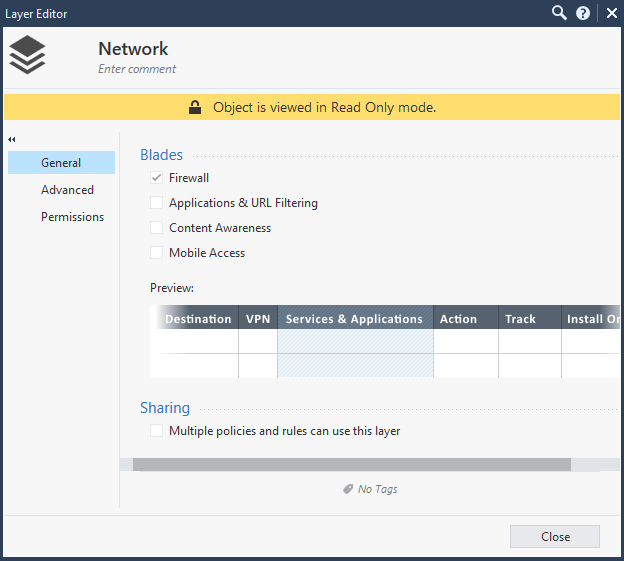 Layer Editor
Network
Enter comment
Object is viewed in Read Only mode.
General
Advanced
Permissions
Blades
Firewall
Applications & URL Filtering
Content Awareness
Mobile Access
Preview:
Destination VPN Services & Applications Action Track Install On
Sharing
Multiple policies and rules can use this layer
No Tags
Close